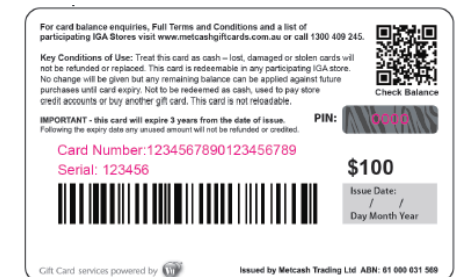 For card balance enquiries, Full Terms and Conditions and a list of
participating IGA Stores visit www.metcashgiftcards.com.au or call 1300 409 245.
Key Conditions of Use: Treat this card as cash – lost, damaged or stolen cards will
not be refunded or replaced. This card is redeemable in any participating IGA store.
No change will be given but any remaining balance can be applied against future
purchases until card expiry. Not to be redeemed as cash, used to pay store
credit accounts or buy another gift card. This card is not reloadable.
Check Balance
IMPORTANT - this card will expire 3 years from the date of issue.
Following the expiry date any unused amount will not be refunded or credited.
PIN: 0000
Card Number:1234567890123456789
Serial: 123456
$100
Issue Date:
/ /
Day Month Year
Gift Card services powered by
Issued by Metcash Trading Ltd ABN: 61 000 031 569